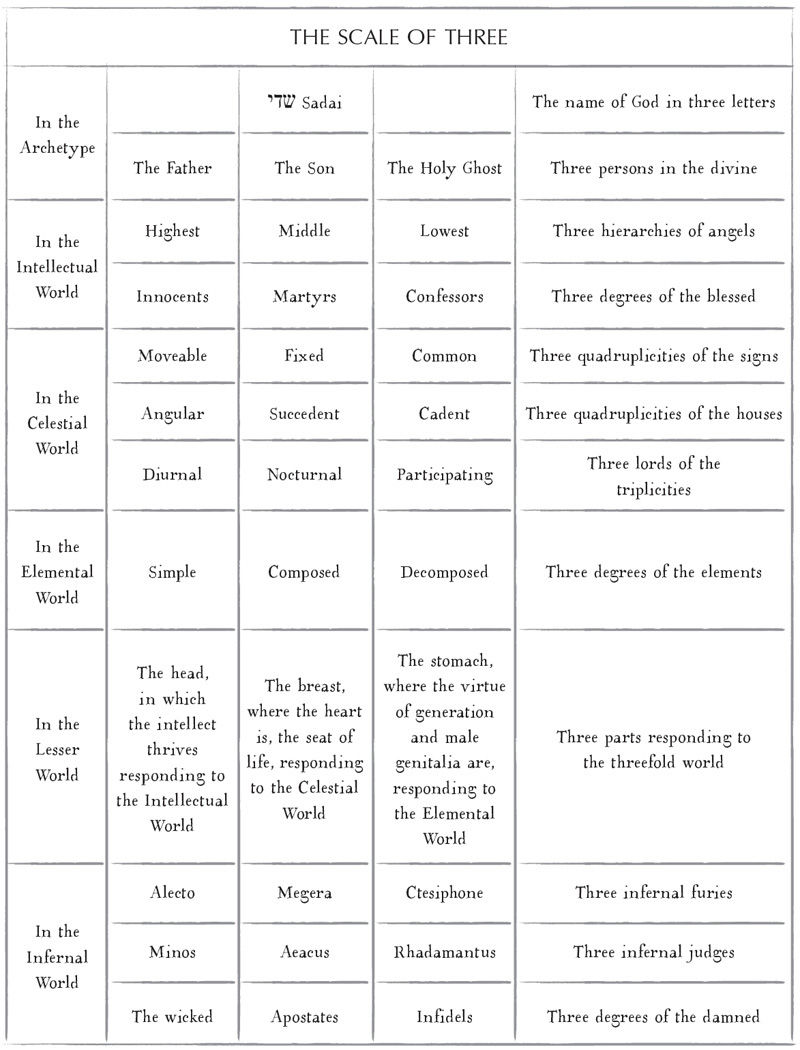 THE SCALE OF THREE
In the
Archetype
שדי Sadai
The name of God in three letters
The Father
The Son
The Holy Ghost
Three persons in the divine
In the
Intellectual
World
Highest
Middle
Lowest
Three hierarchies of angels
Innocents
Martyrs
Confessors
Three degrees of the blessed
In the
Celestial
World
Moveable
Fixed
Common
Three quadruplicities of the signs
Angular
Succedent
Cadent
Three quadruplicities of the houses
Diurnal
Nocturnal
Participating
Three lords of the
triplicities
In the
Elemental
World
Simple
Composed
Decomposed
Three degrees of the elements
In the
Lesser
World
The head,
in which
the intellect
thrives
responding to
the Intellectual
World
The breast,
where the heart
is, the seat of
life, responding
to the Celestial
World
The stomach,
where the virtue
of generation
and male
genitalia are,
responding to
the Elemental
World
Three parts responding to
the threefold world
In the
Infernal
World
Alecto
Megera
Ctesiphone
Three infernal furies
Minos
Aeacus
Rhadamantus
Three infernal judges
The wicked
Apostates
Infidels
Three degrees of the damned